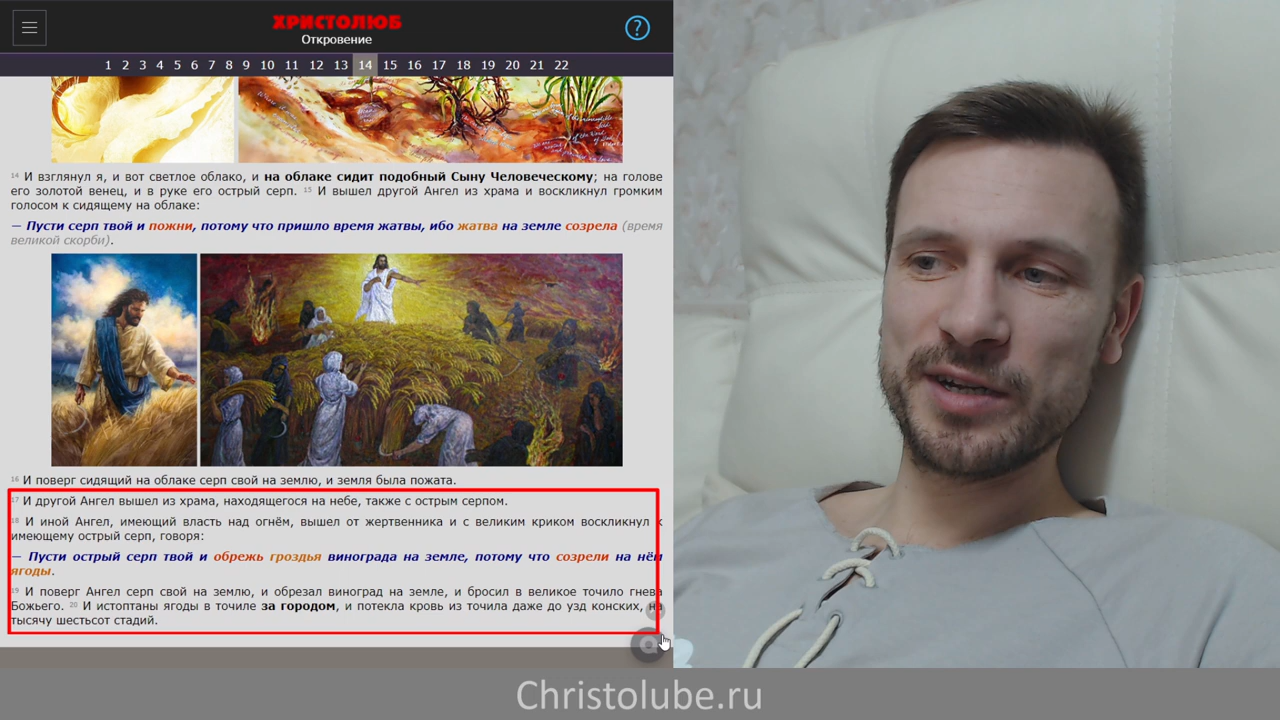 ХРИСТОЛЮБ
Откровение
?
1 2 3 4 5 6 7 8 9 10 11 12 13 14 15 16 17 18 19 20 21 22
14 И взглянул я, и вот светлое облако, и на облаке сидит подобный Сыну Человеческому; на голове
его золотой венец, и в руке его острый серп. 15 И вышел другой Ангел из храма и воскликнул громким
голосом к сидящему на облаке:
— Пусти серп твой и пожни, потому что пришло время жатвы, ибо жатва на земле созрела (время
великой скорби).
16 И поверг сидящий на облаке серп свой на землю, и земля была пожата.
17 И другой Ангел вышел из храма, находящегося на небе, также с острым серпом.
18 И иной Ангел, имеющий власть над огнём, вышел от жертвенника и с великим криком воскликнул к
имеющему острый серп, говоря:
— Пусти острый серп твой и обрежь гроздья винограда на земле, потому что созрели на нём
ягоды.
19 И поверг Ангел серп свой на землю, и обрезал виноград на земле, и бросил в великое точило гнева
Божьего. 20 И истоптаны ягоды в точиле за городом, и потекла кровь из точила даже до узд конских, на
тысячу шестьсот стадий.
Christolube.ru